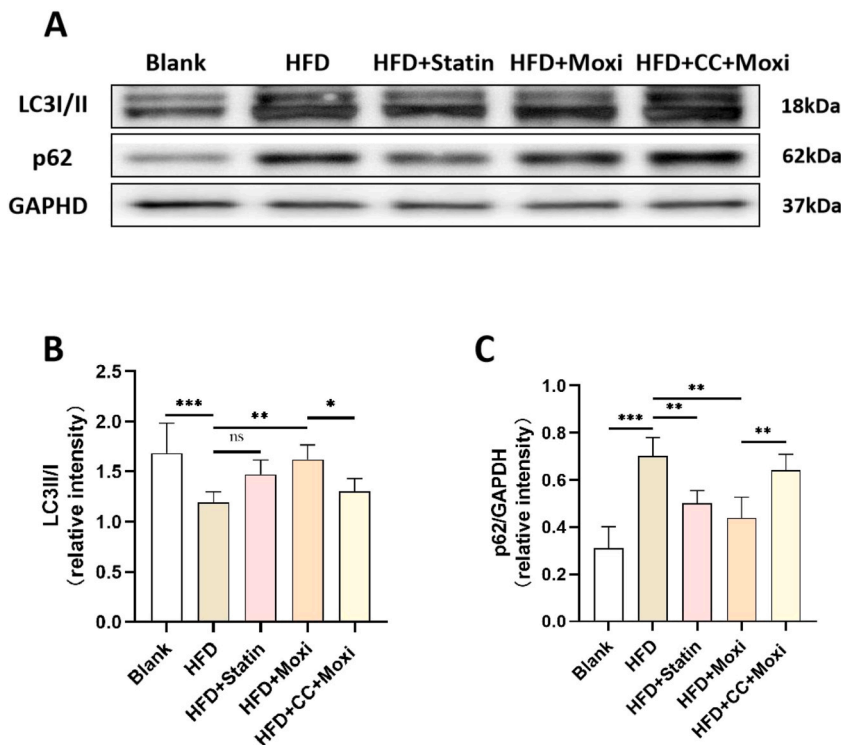 A
Blank HFD HFD+Statin HFD+Moxi HFD+CC+Moxi
LC3I/II 18kDa
p62 62kDa
GAPHD 37kDa
B
LC3II/I
(relative intensity)
2.5
2.0
1.5
1.0
0.5
0.0
***
**
*
ns
Blank
HFD
HFD+Statin
HFD+Moxi
HFD+CC+Moxi
C
p62/GAPDH
(relative intensity)
1.0
0.8
0.6
0.4
0.2
0.0
**
***
**
**
Blank
HFD
HFD+Statin
HFD+Moxi
HFD+CC+Moxi